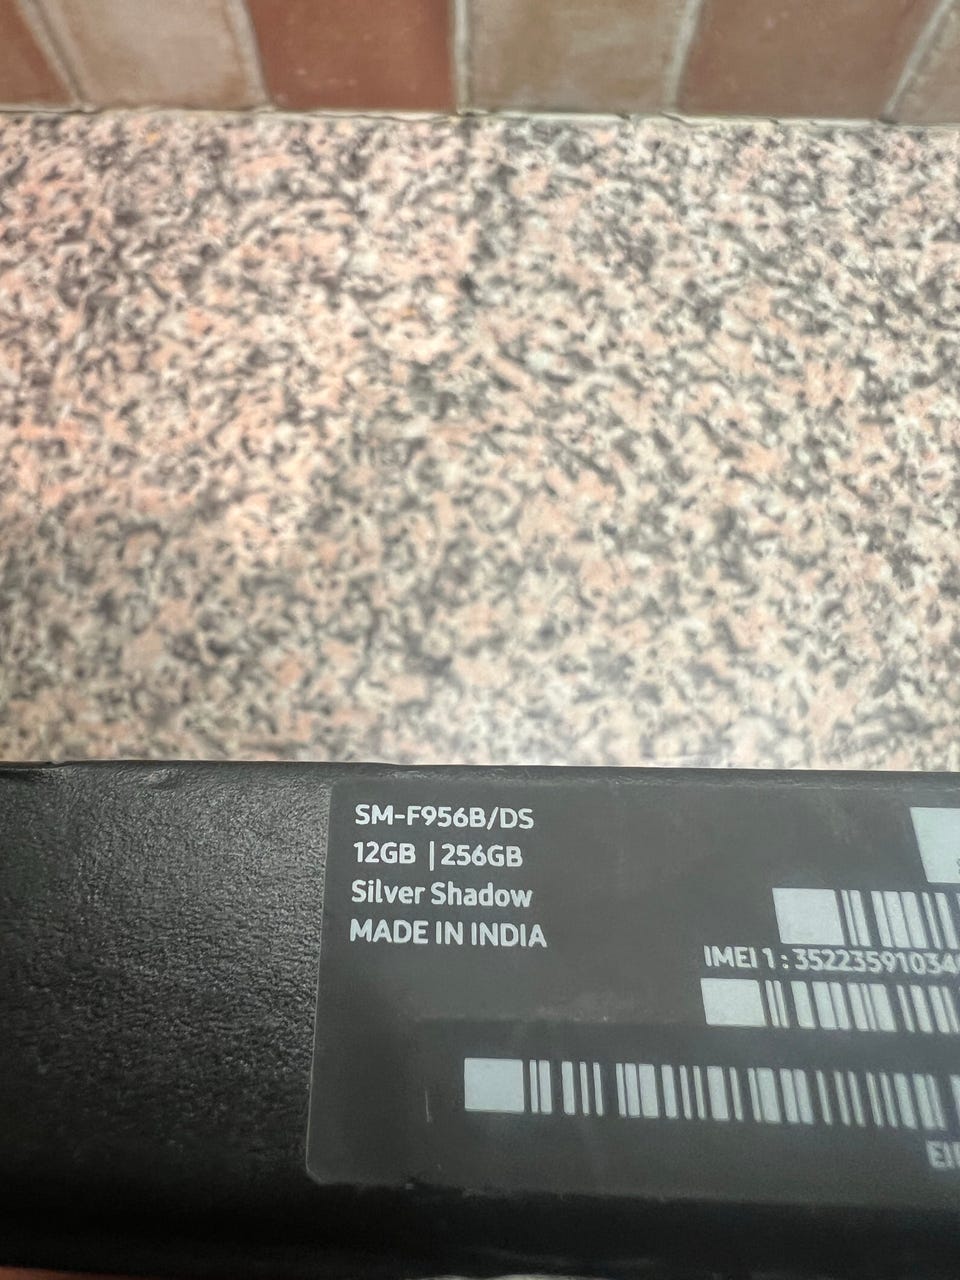 SM-F956B/DS
12GB | 256GB
Silver Shadow
MADE IN INDIA
IMEI 1 : 35223591034